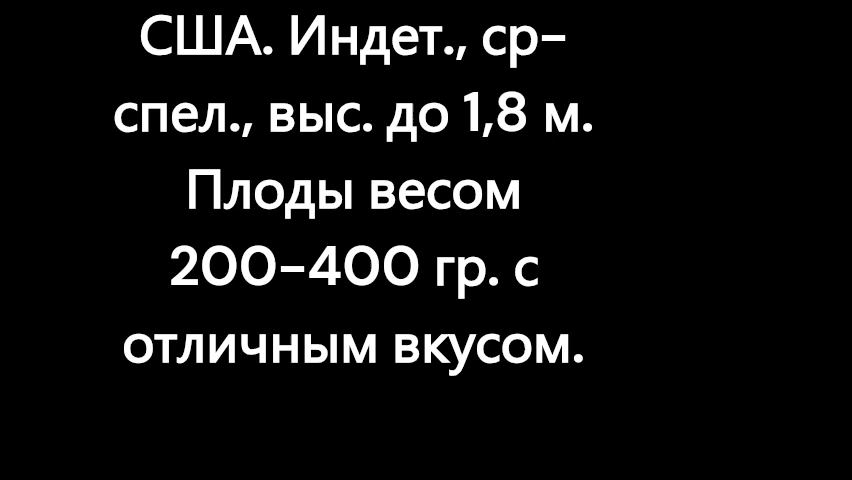 США. Индет., ср-
спел., выс. до 1,8 м.
Плоды весом
200-400 гр. с
отличным вкусом.